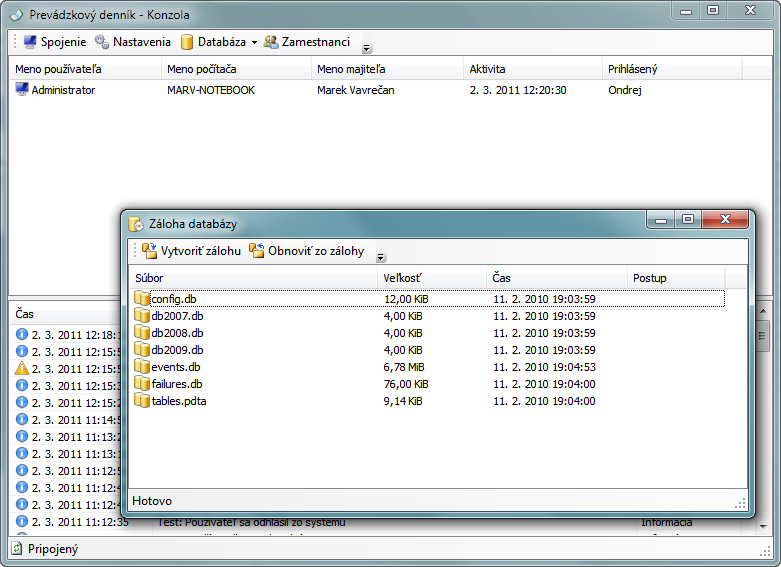 Prevádzkový denník - Konzola
Spojenie Nastavenia Databáza Zamestnanci
Meno používateľa Meno počítača Meno majiteľa Aktivita Prihlásený
Administrator MARV-NOTEBOOK Marek Vavrečan 2. 3. 2011 12:20:30 Ondrej
Záloha databázy
Vytvoriť zálohu Obnoviť zo zálohy
Súbor Veľkosť Čas Postup
config.db 12,00 KiB 11. 2. 2010 19:03:59
db2007.db 4,00 KiB 11. 2. 2010 19:03:59
db2008.db 4,00 KiB 11. 2. 2010 19:03:59
db2009.db 4,00 KiB 11. 2. 2010 19:03:59
events.db 6,78 MiB 11. 2. 2010 19:04:53
failures.db 76,00 KiB 11. 2. 2010 19:04:00
tables.pdta 9,14 KiB 11. 2. 2010 19:04:00
Hotovo
Čas
2. 3. 2011 12:18:
2. 3. 2011 12:15:5
2. 3. 2011 12:15:5
2. 3. 2011 12:15:
2. 3. 2011 12:15:2
2. 3. 2011 11:14:5
2. 3. 2011 11:13:2
2. 3. 2011 11:13:
2. 3. 2011 11:12:5
2. 3. 2011 11:12:4
2. 3. 2011 11:12:4
2. 3. 2011 11:12:35 Test: Používateľ sa odhlásil zo systému Informácia
Pripojený